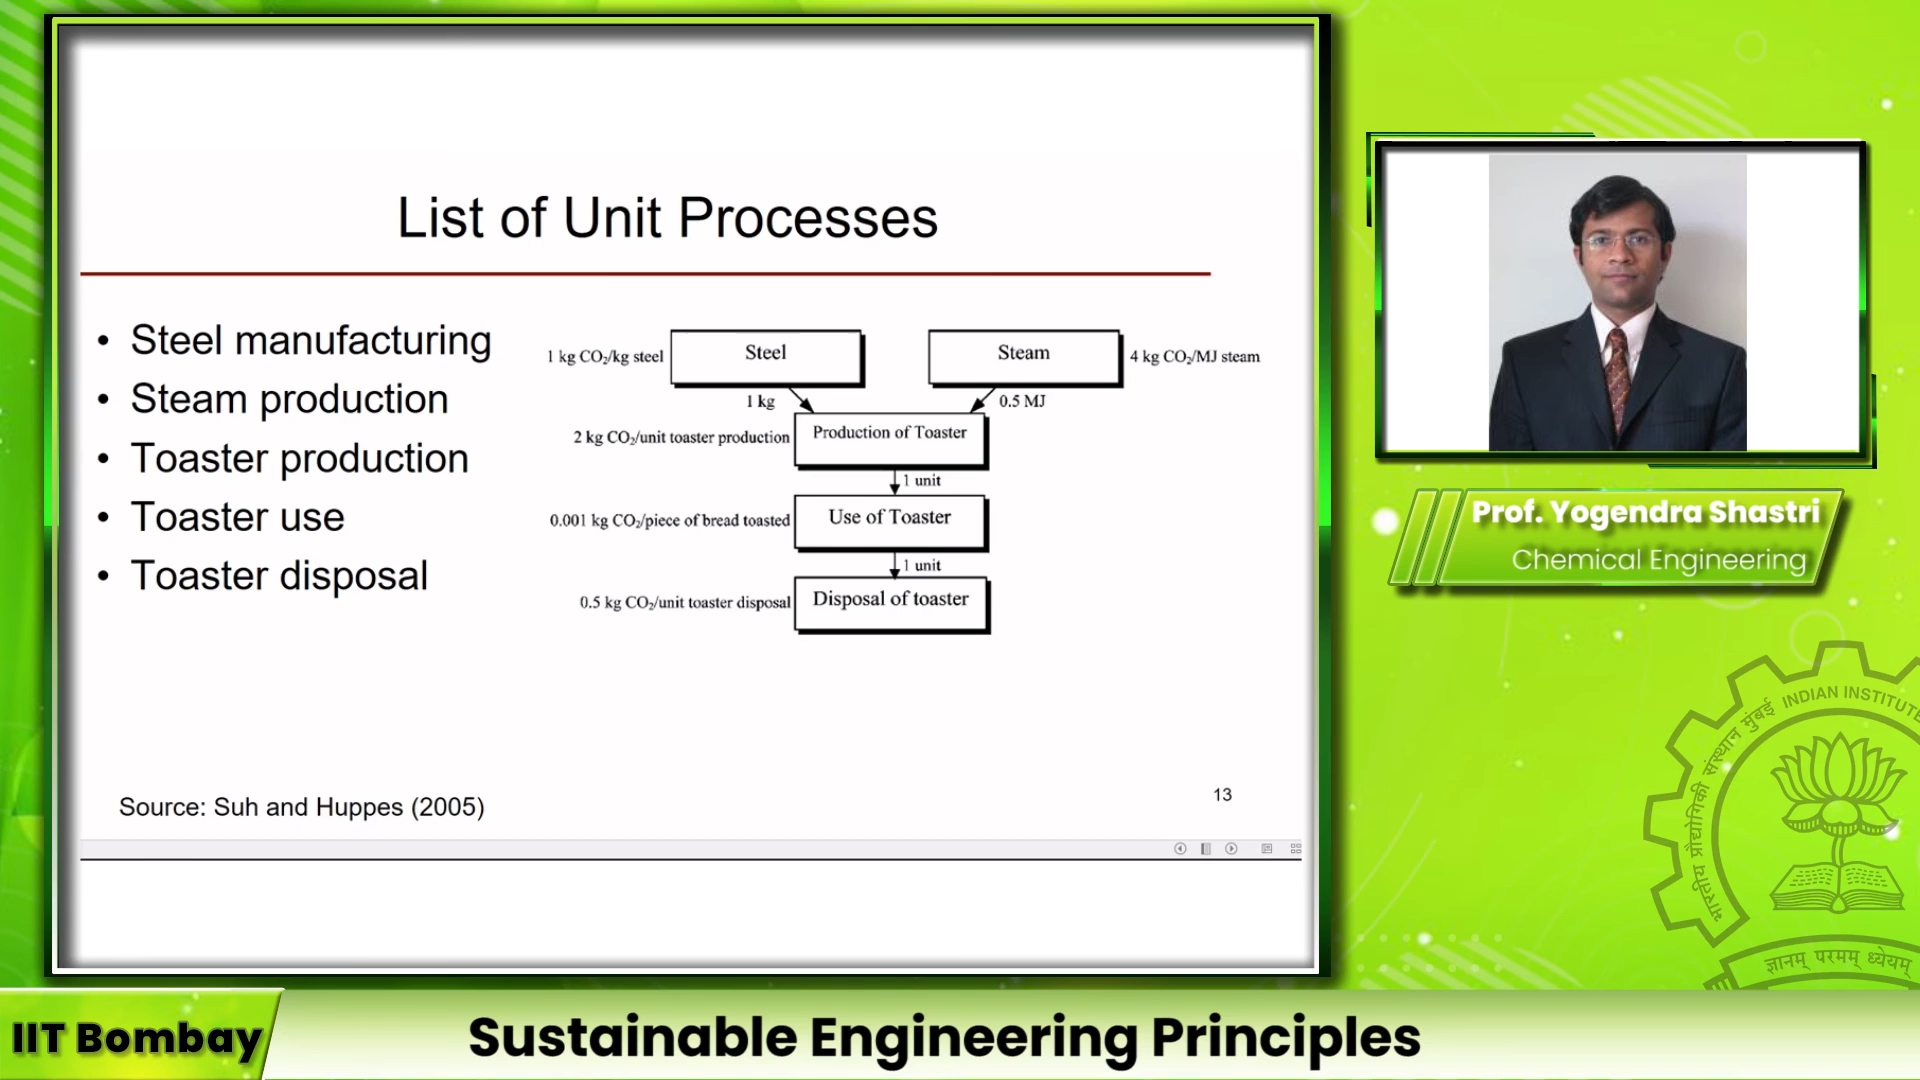 List of Unit Processes
• Steel manufacturing
• Steam production
• Toaster production
• Toaster use
• Toaster disposal
1 kg CO₂/kg steel
Steel
Steam
4 kg CO₂/MJ steam
1 kg
0.5 MJ
2 kg CO₂/unit toaster production
Production of Toaster
1 unit
0.001 kg CO₂/piece of bread toasted
Use of Toaster
1 unit
0.5 kg CO₂/unit toaster disposal
Disposal of toaster
Source: Suh and Huppes (2005)
13
Prof. Yogendra Shastri
Chemical Engineering
भारतीय प्रौद्योगिकी संस्थान मुंबई
INDIAN INSTITUTE
ज्ञानम् परमम् ध्येयम्
IIT Bombay
Sustainable Engineering Principles